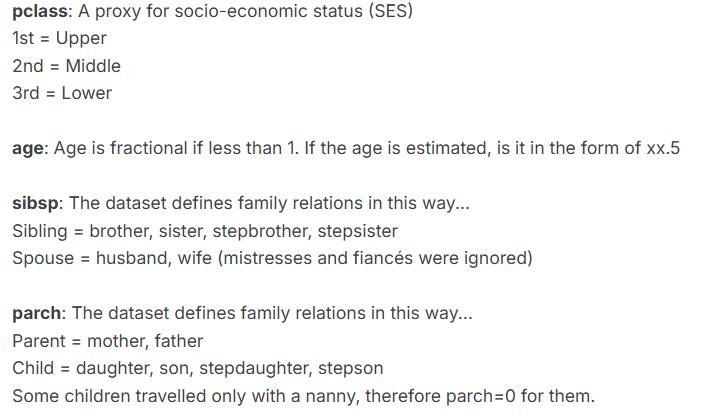 pclass: A proxy for socio-economic status (SES)
1st = Upper
2nd = Middle
3rd = Lower
age: Age is fractional if less than 1. If the age is estimated, is it in the form of xx.5
sibsp: The dataset defines family relations in this way...
Sibling = brother, sister, stepbrother, stepsister
Spouse = husband, wife (mistresses and fiancés were ignored)
parch: The dataset defines family relations in this way...
Parent = mother, father
Child = daughter, son, stepdaughter, stepson
Some children travelled only with a nanny, therefore parch=0 for them.